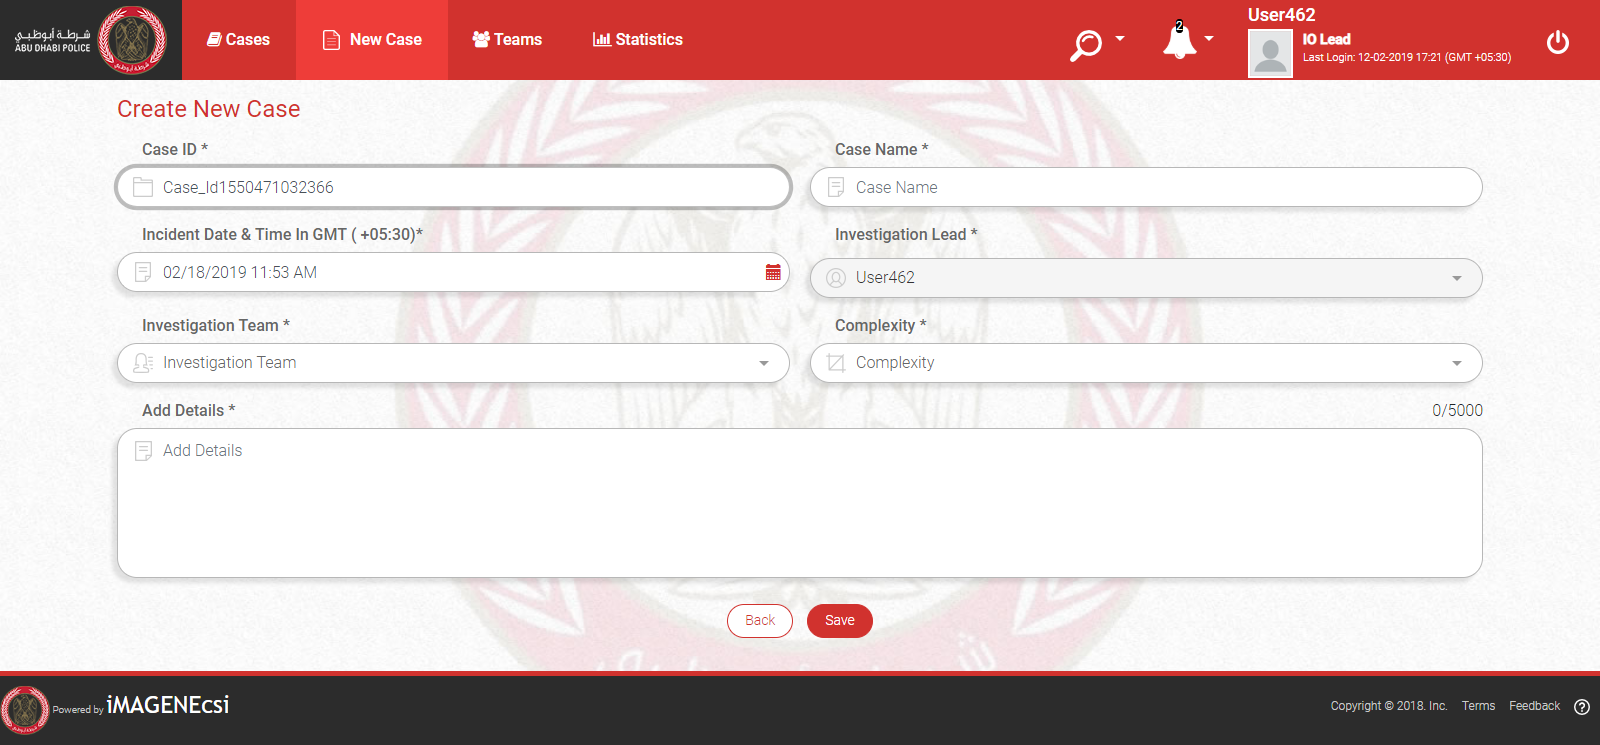 شرطة أبوظبي
ABU DHABI POLICE
شرطة أبوظبي
Cases
New Case
Teams
Statistics
2
User462
IO Lead
Last Login: 12-02-2019 17:21 (GMT +05:30)
Create New Case
Case ID *
Case Name *
Case_Id1550471032366
Case Name
Incident Date & Time In GMT ( +05:30)*
Investigation Lead *
02/18/2019 11:53 AM
User462
Investigation Team *
Complexity *
Investigation Team
Complexity
Add Details *
0/5000
Add Details
Back
Save
Powered by iMAGENEcsi
Copyright © 2018. Inc.
Terms
Feedback